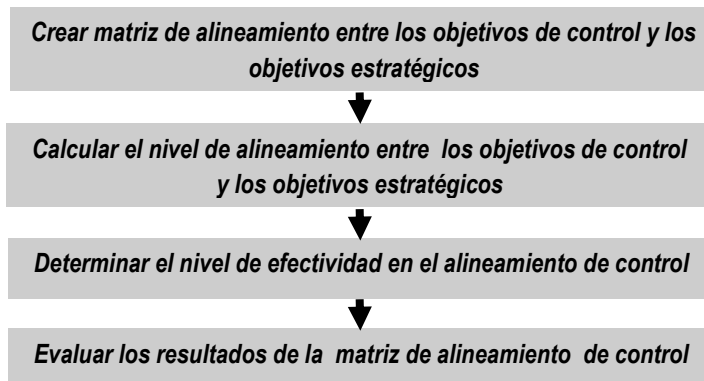 Crear matriz de alineamiento entre los objetivos de control y los
objetivos estratégicos
Calcular el nivel de alineamiento entre los objetivos de control
y los objetivos estratégicos
Determinar el nivel de efectividad en el alineamiento de control
Evaluar los resultados de la matriz de alineamiento de control